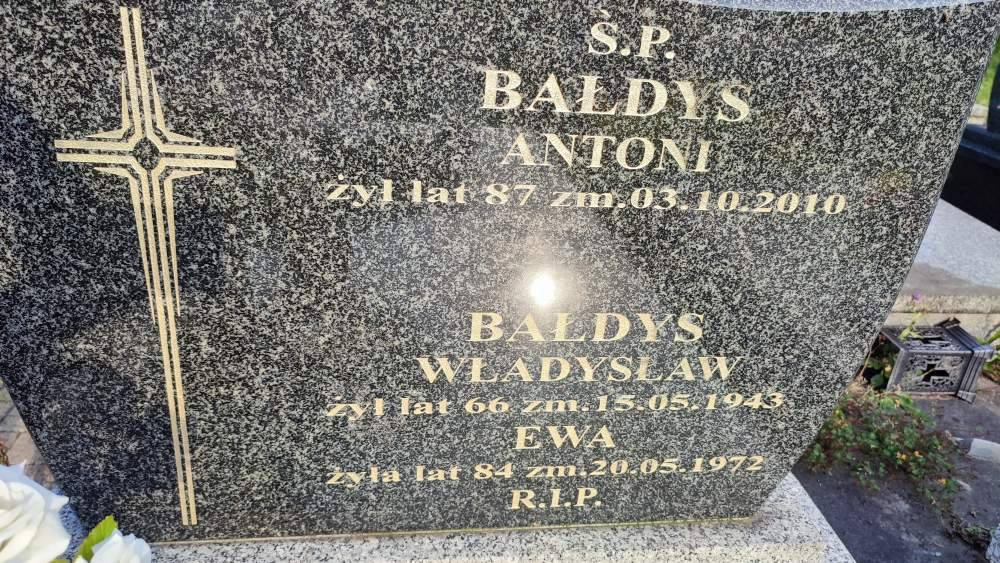 Ś.P.
BAŁDYS
ANTONI
żył lat 87 zm.03.10.2010
BAŁDYS
WŁADYSŁAW
żył lat 66 zm.15.05.1943
EWA
żyła lat 84 zm.20.05.1972
R.I.P.